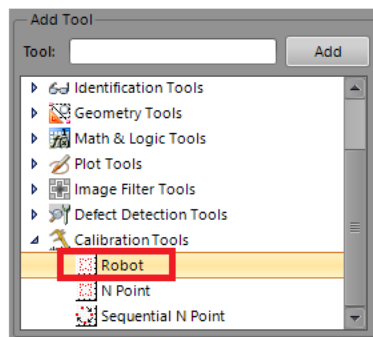 Add Tool
Tool: Add
Identification Tools
Geometry Tools
Math & Logic Tools
Plot Tools
Image Filter Tools
Defect Detection Tools
Calibration Tools
Robot
N Point
Sequential N Point